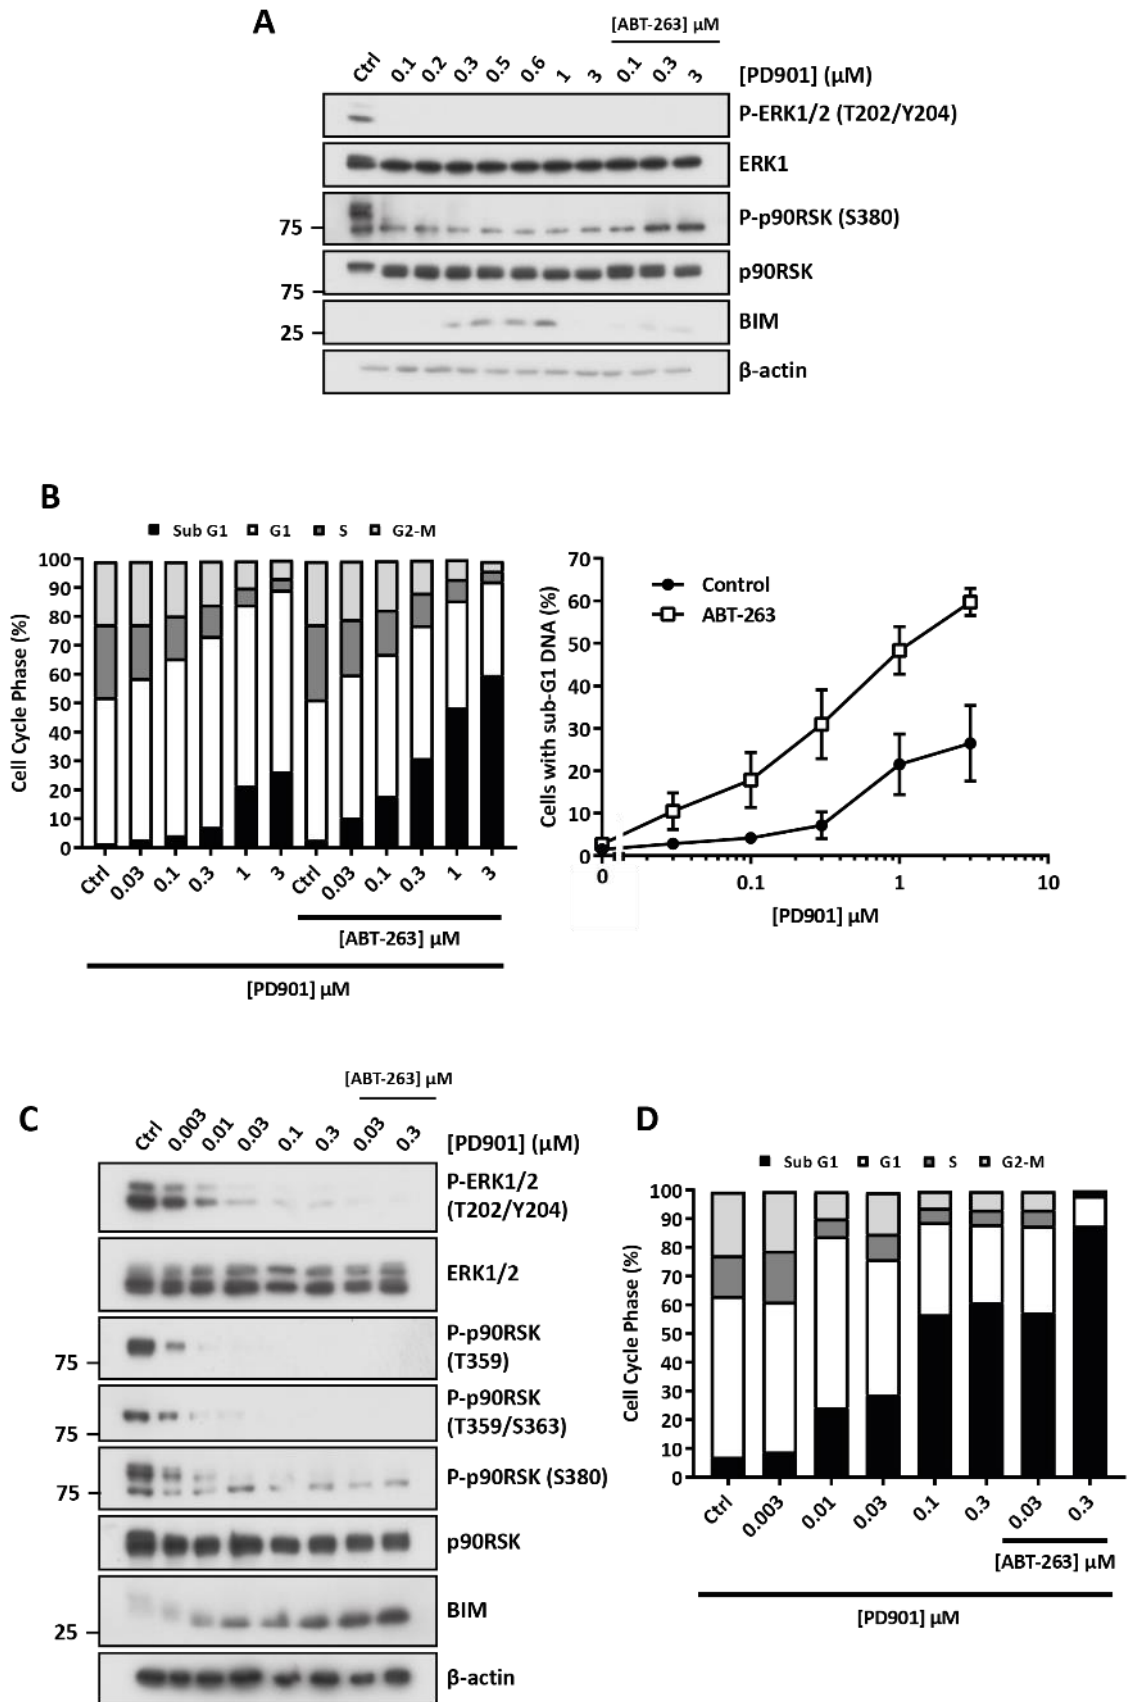 A
[ABT-263] µM
Ctrl 0.1 0.2 0.3 0.5 0.6 1 3 0.1 0.3 3 [PD901] (µM)
P-ERK1/2 (T202/Y204)
ERK1
75 P-p90RSK (S380)
p90RSK
75
25 BIM
β-actin
B
Sub G1 G1 S G2-M
Cell Cycle Phase (%)
100
90
80
70
60
50
40
30
20
10
0
Ctrl 0.03 0.1 0.3 1 3 Ctrl 0.03 0.1 0.3 1 3
[ABT-263] µM
[PD901] µM
Cells with sub-G1 DNA (%)
70
60
50
40
30
20
10
0
Control
ABT-263
0 0.1 1 10
[PD901] µM
C
[ABT-263] µM
Ctrl 0.003 0.01 0.03 0.1 0.3 0.03 0.3 [PD901] (µM)
P-ERK1/2
(T202/Y204)
ERK1/2
P-p90RSK
75 (T359)
P-p90RSK
(T359/S363)
75
P-p90RSK (S380)
75
p90RSK
BIM
25
β-actin
D
Sub G1 G1 S G2-M
Cell Cycle Phase (%)
100
90
80
70
60
50
40
30
20
10
0
Ctrl 0.003 0.01 0.03 0.1 0.3 0.03 0.3
[ABT-263] µM
[PD901] µM